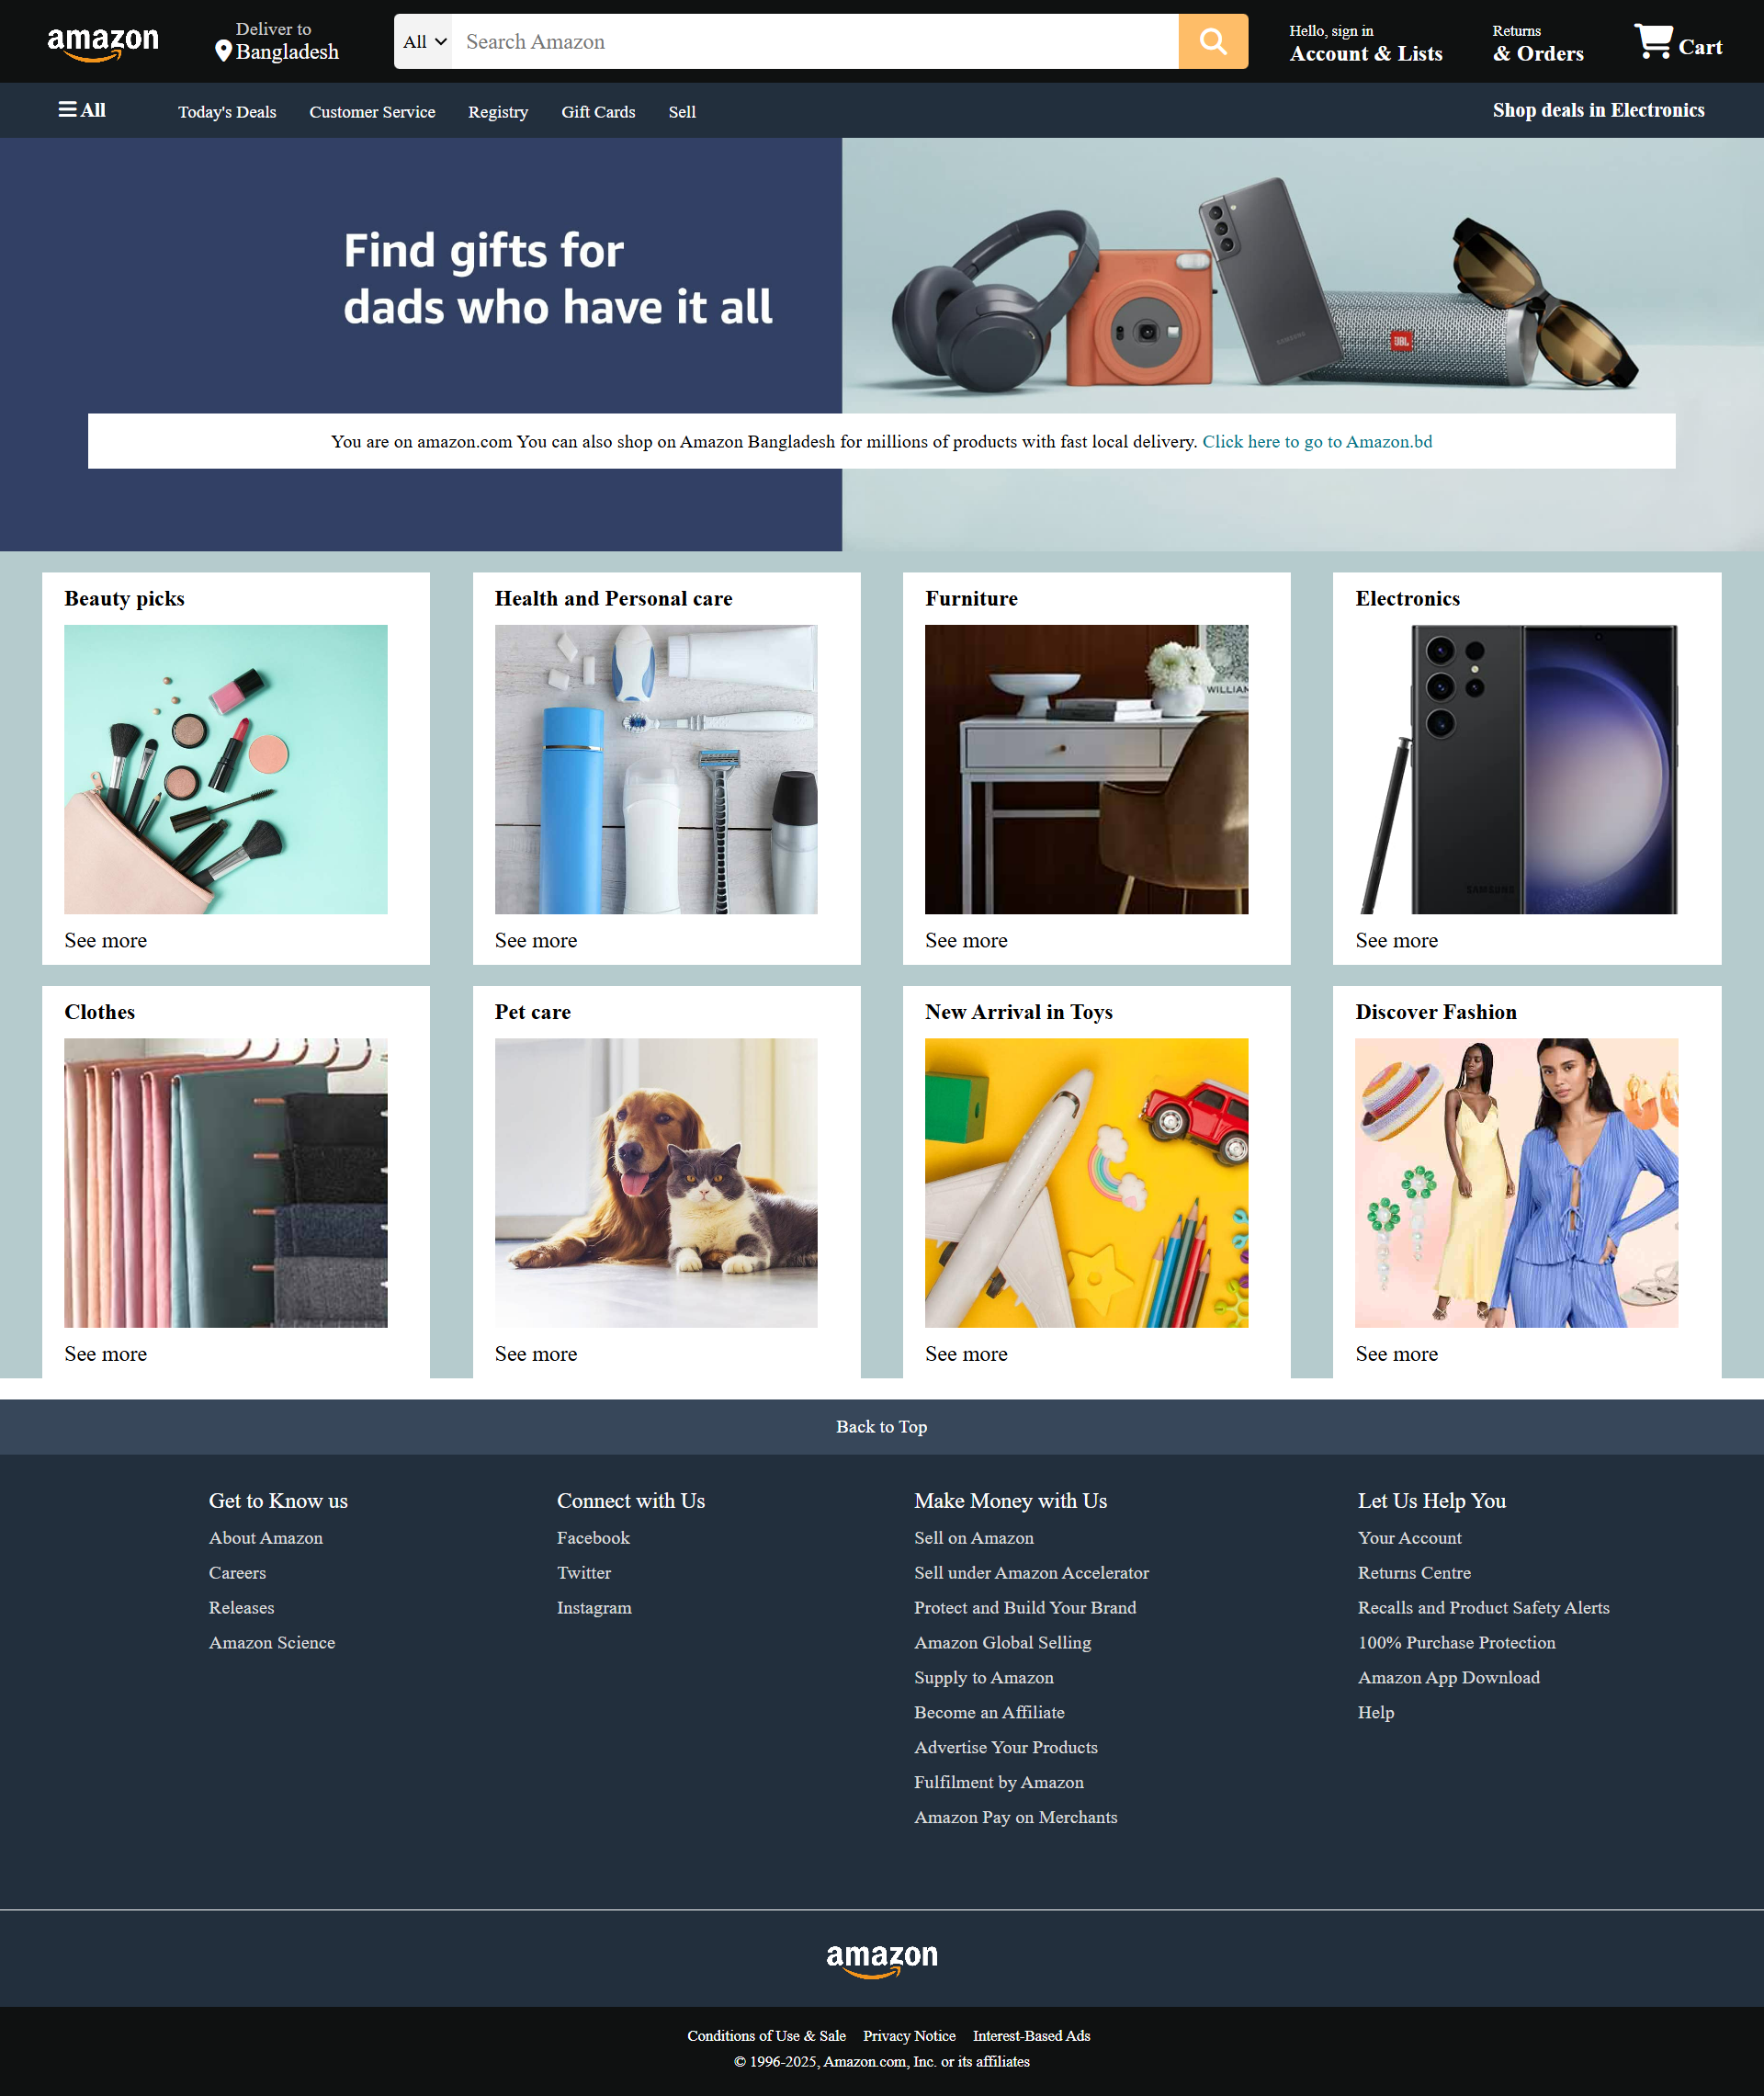 amazon
Deliver to
Bangladesh
All
Search Amazon
Hello, sign in
Account & Lists
Returns
& Orders
Cart
All
Today's Deals
Customer Service
Registry
Gift Cards
Sell
Shop deals in Electronics
Find gifts for
dads who have it all
SAMSUNG
JBL
You are on amazon.com You can also shop on Amazon Bangladesh for millions of products with fast local delivery. Click here to go to Amazon.bd
Beauty picks
Health and Personal care
Furniture
Electronics
WILLIAM
SAMSUNG
See more
See more
See more
See more
Clothes
Pet care
New Arrival in Toys
Discover Fashion
See more
See more
See more
See more
Back to Top
Get to Know us
About Amazon
Careers
Releases
Amazon Science
Connect with Us
Facebook
Twitter
Instagram
Make Money with Us
Sell on Amazon
Sell under Amazon Accelerator
Protect and Build Your Brand
Amazon Global Selling
Supply to Amazon
Become an Affiliate
Advertise Your Products
Fulfilment by Amazon
Amazon Pay on Merchants
Let Us Help You
Your Account
Returns Centre
Recalls and Product Safety Alerts
100% Purchase Protection
Amazon App Download
Help
amazon
Conditions of Use & Sale Privacy Notice Interest-Based Ads
© 1996-2025, Amazon.com, Inc. or its affiliates